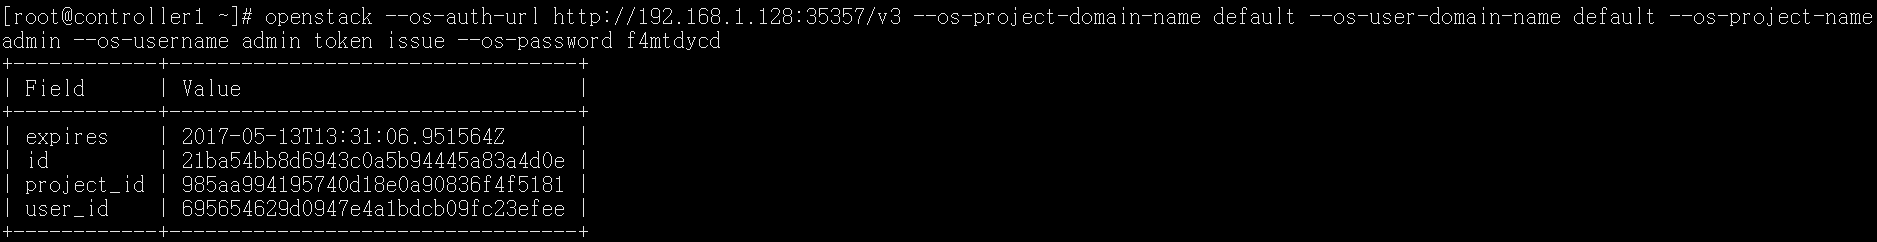 [root@controller1 ~]# openstack --os-auth-url http://192.168.1.128:35357/v3 --os-project-domain-name default --os-user-domain-name default --os-project-name
admin --os-username admin token issue --os-password f4mtdycd
+------------+----------------------------------+
| Field      | Value                            |
+------------+----------------------------------+
| expires    | 2017-05-13T13:31:06.951564Z      |
| id         | 21ba54bb8d6943c0a5b94445a83a4d0e |
| project_id | 985aa994195740d18e0a90836f4f5181 |
| user_id    | 695654629d0947e4a1bdcb09fc23efee |
+------------+----------------------------------+